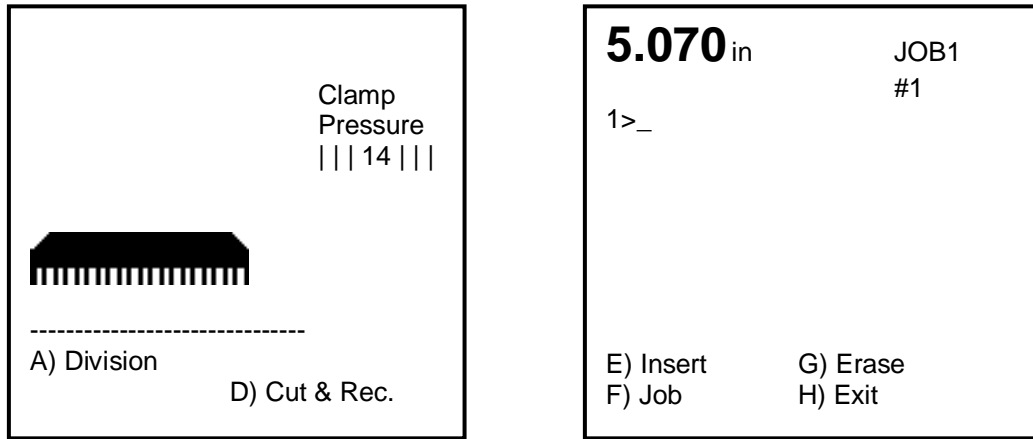 Clamp
Pressure
| | | 14 | | |
-------------------------------
A) Division
D) Cut & Rec.
5.070 in JOB1
#1
1>_
E) Insert G) Erase
F) Job H) Exit